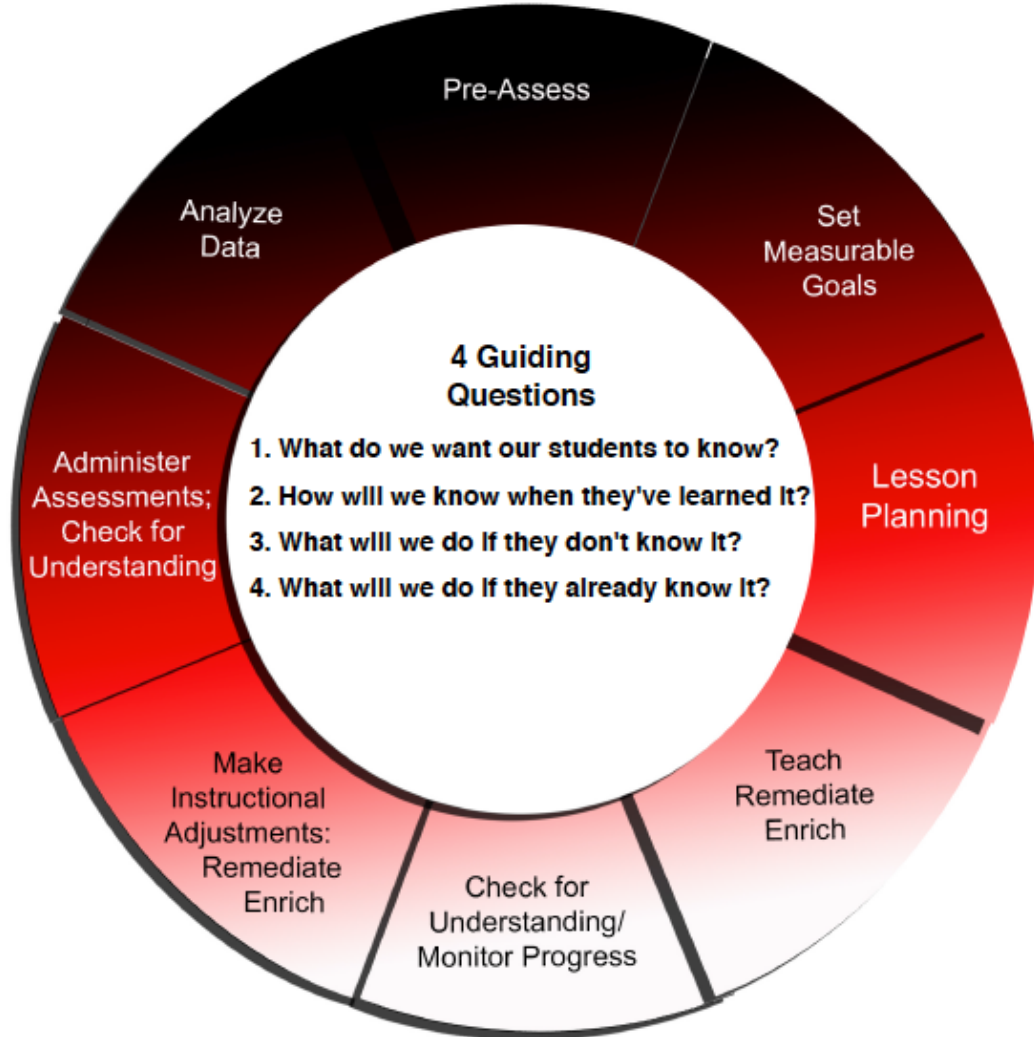 Pre-Assess
Set
Measurable
Goals
Lesson
Planning
Teach
Remediate
Enrich
Check for
Understanding/
Monitor Progress
Make
Instructional
Adjustments:
Remediate
Enrich
Administer
Assessments;
Check for
Understanding
Analyze
Data
4 Guiding
Questions
1. What do we want our students to know?
2. How will we know when they've learned it?
3. What will we do if they don't know it?
4. What will we do if they already know it?